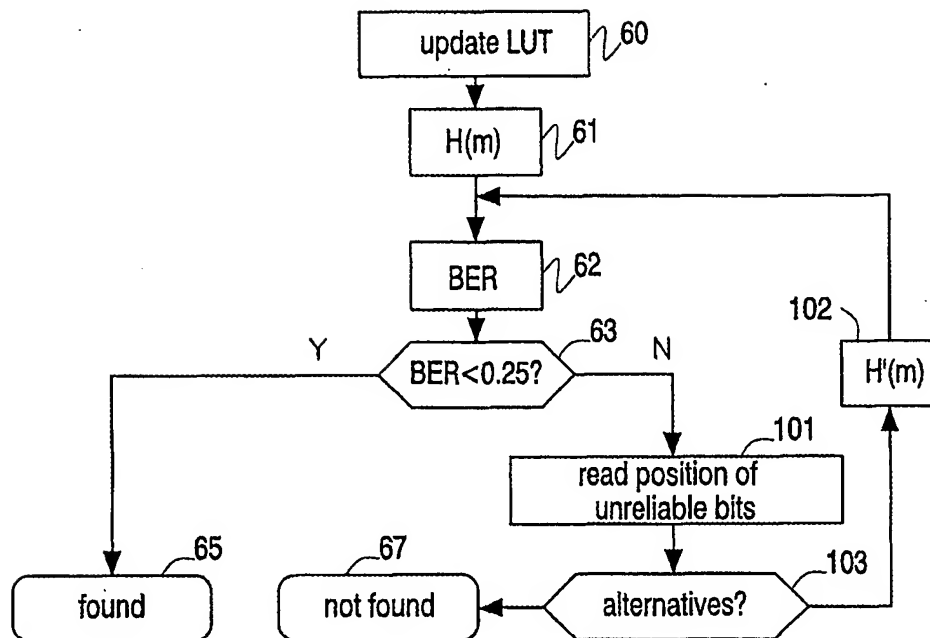 update LUT
60
H(m)
61
BER
62
63
Y
BER<0.25?
N
102
H'(m)
101
read position of
unreliable bits
65
found
67
not found
103
alternatives?